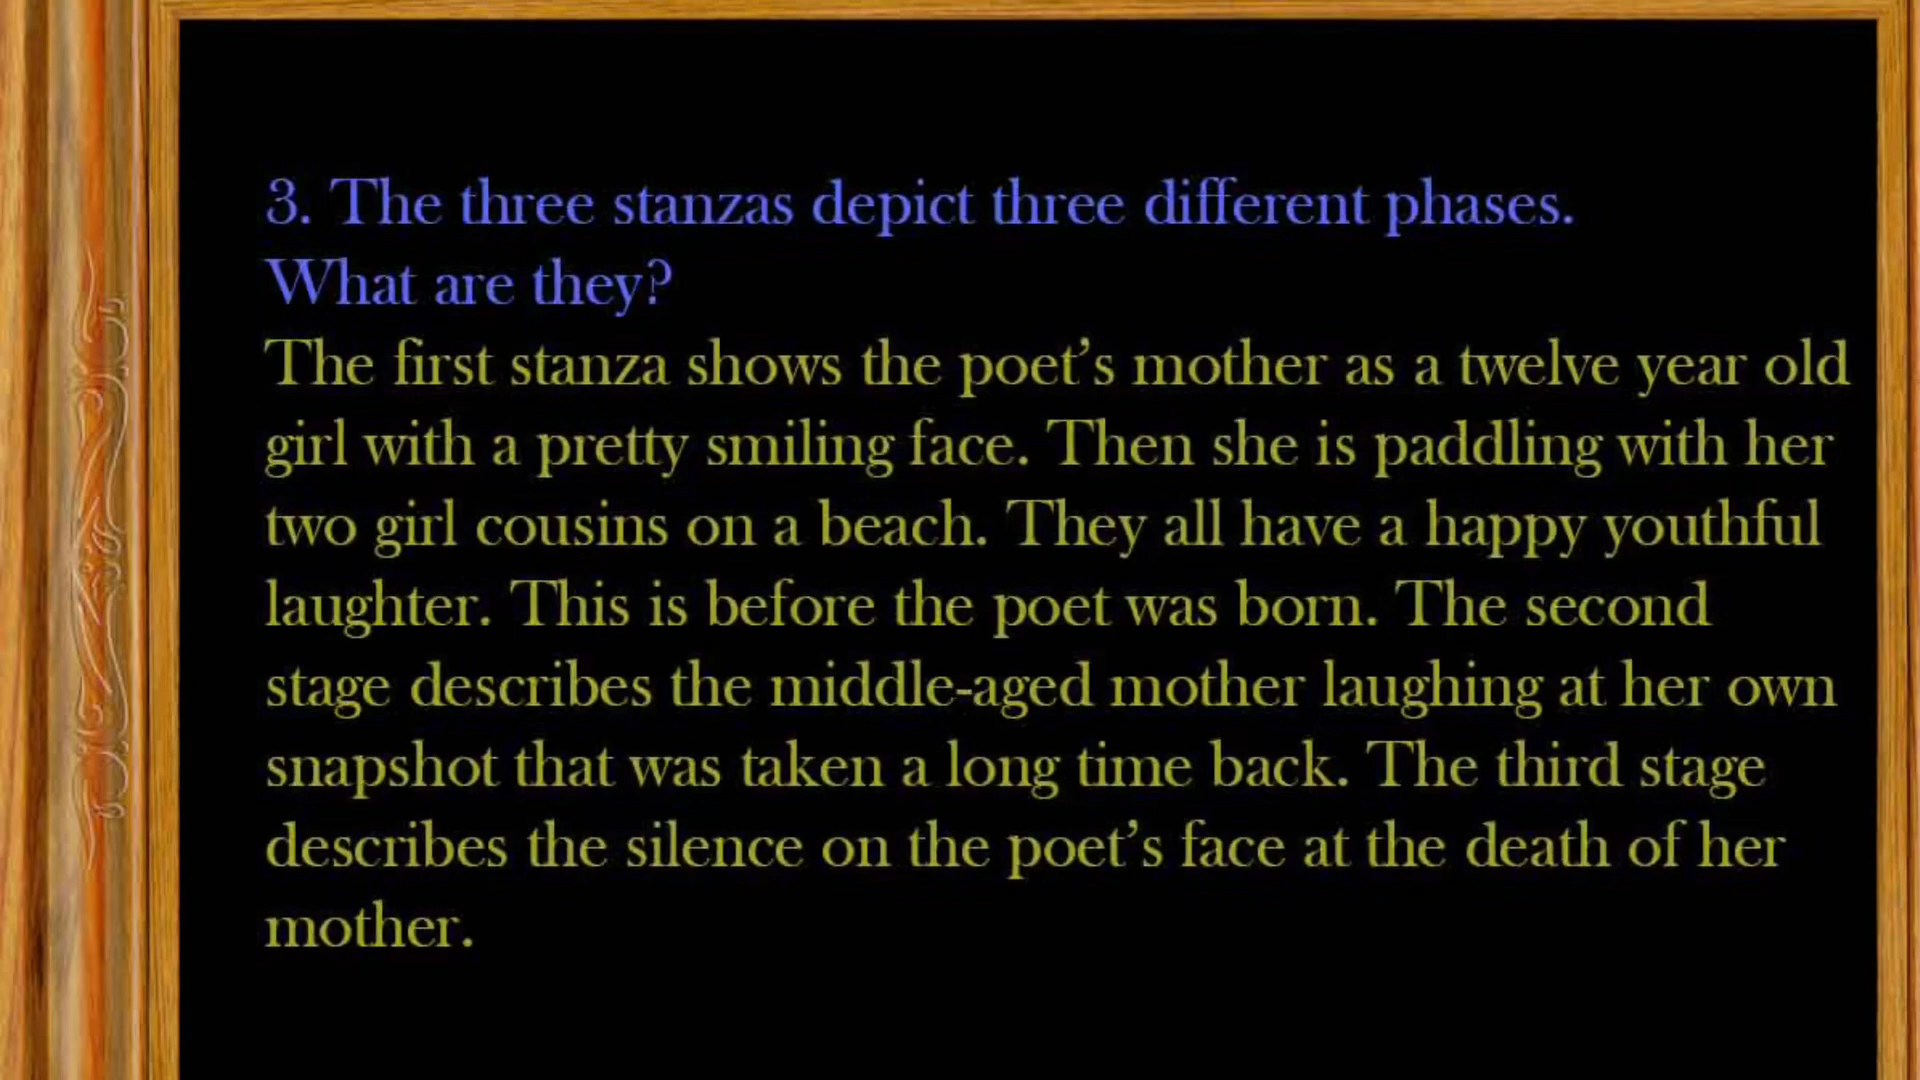 3. The three stanzas depict three different phases.
What are they?
The first stanza shows the poet’s mother as a twelve year old
girl with a pretty smiling face. Then she is paddling with her
two girl cousins on a beach. They all have a happy youthful
laughter. This is before the poet was born. The second
stage describes the middle-aged mother laughing at her own
snapshot that was taken a long time back. The third stage
describes the silence on the poet’s face at the death of her
mother.